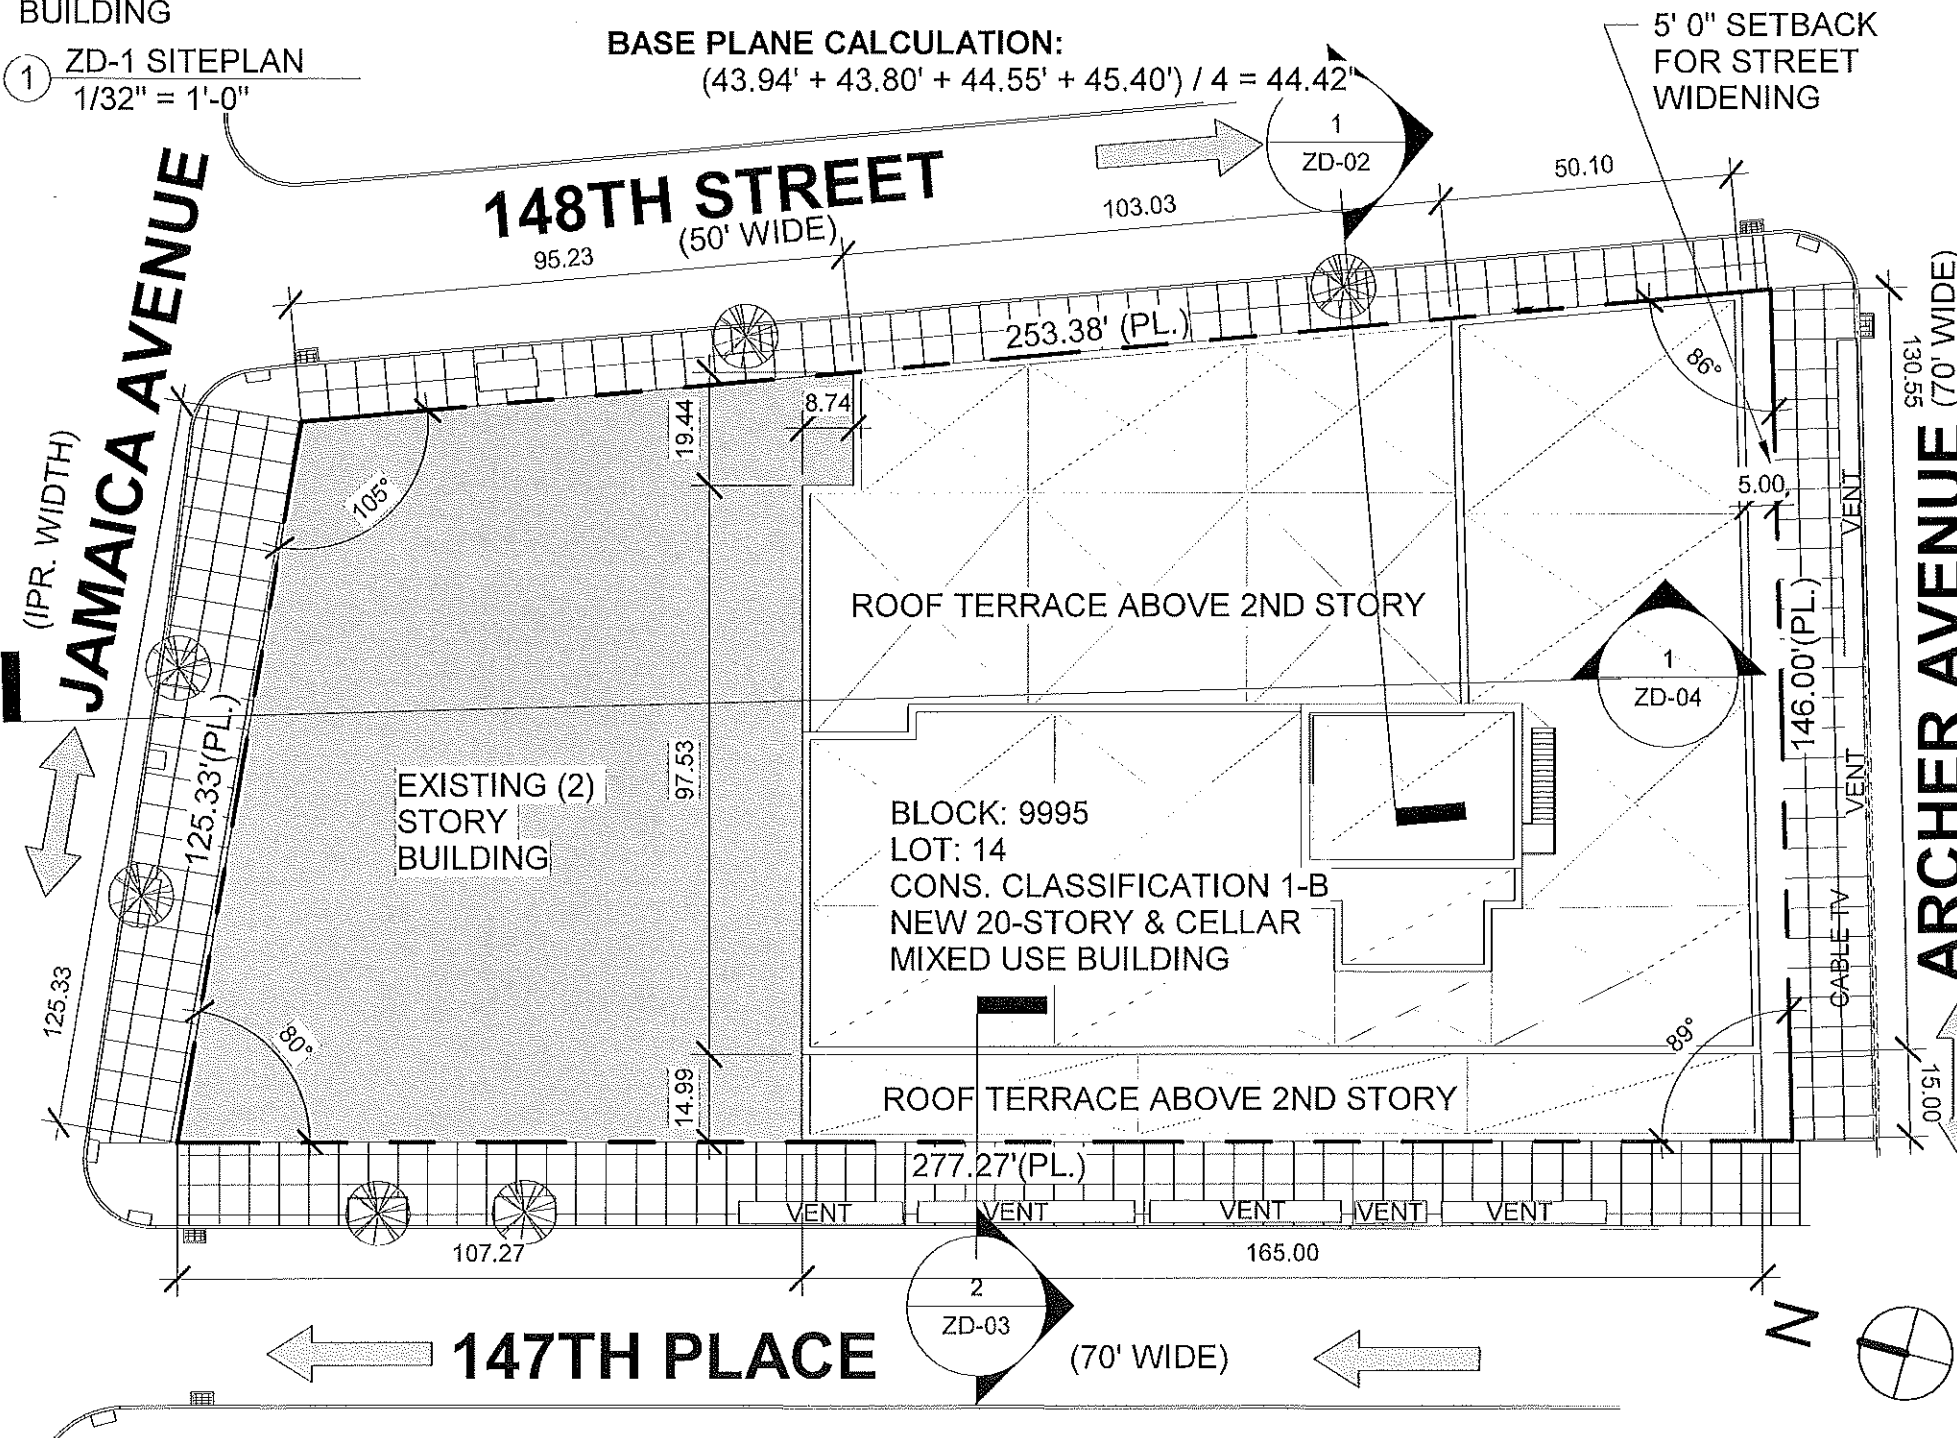 BUILDING
1 ZD-1 SITEPLAN
1/32" = 1'-0"
BASE PLANE CALCULATION:
(43.94' + 43.80' + 44.55' + 45.40') / 4 = 44.42'
5' 0" SETBACK
FOR STREET
WIDENING
1
ZD-02
148TH STREET
(50' WIDE)
95.23
103.03
50.10
253.38' (PL.)
JAMAICA AVENUE
(IPR. WIDTH)
125.33'(PL.)
125.33
105°
80°
86°
89°
19.44
8.74
97.53
14.99
5.00
130.55
(70' WIDE)
ARCHER AVENUE
146.00'(PL.)
VENT
VENT
CABLE TV
15.00
ROOF TERRACE ABOVE 2ND STORY
1
ZD-04
EXISTING (2)
STORY
BUILDING
BLOCK: 9995
LOT: 14
CONS. CLASSIFICATION 1-B
NEW 20-STORY & CELLAR
MIXED USE BUILDING
ROOF TERRACE ABOVE 2ND STORY
277.27'(PL.)
VENT
VENT
VENT
VENT
VENT
107.27
165.00
2
ZD-03
147TH PLACE
(70' WIDE)
N